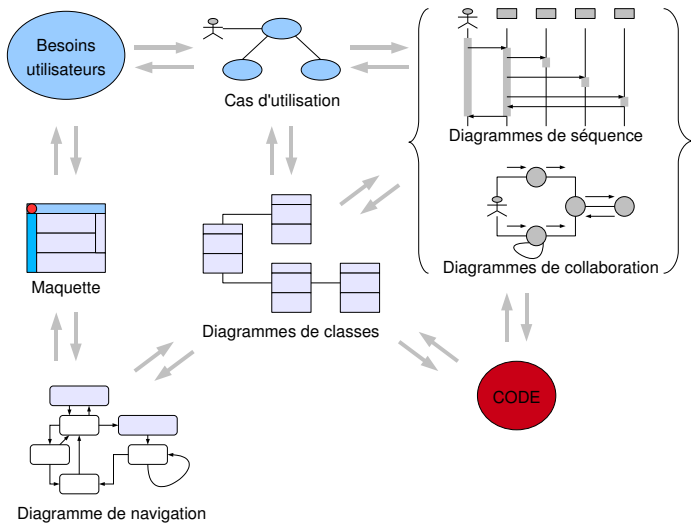 Besoins
utilisateurs
Cas d'utilisation
Diagrammes de séquence
Diagrammes de collaboration
Maquette
Diagrammes de classes
CODE
Diagramme de navigation